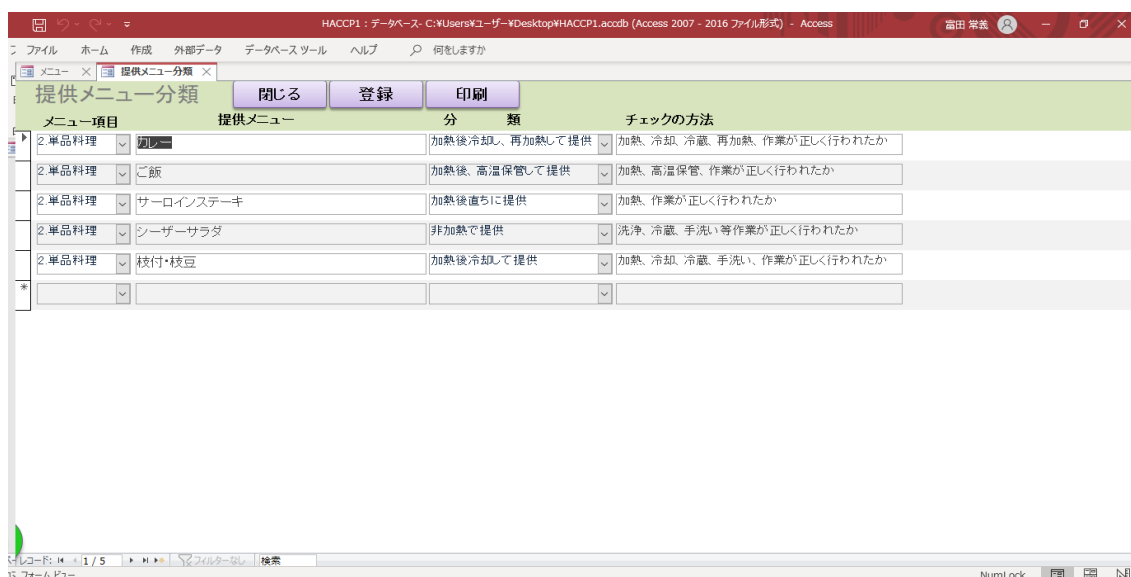 HACCP1 : データベース- C:¥Users¥ユーザー¥Desktop¥HACCP1.accdb (Access 2007 - 2016 ファイル形式) - Access 富田 常義
ファイル ホーム 作成 外部データ データベース ツール ヘルプ 何をしますか
メニュー 提供メニュー分類
提供メニュー分類 閉じる 登録 印刷
メニュー項目 提供メニュー 分 類 チェックの方法
2.単品料理 カレー 加熱後冷却し、再加熱して提供 加熱、冷却、冷蔵、再加熱、作業が正しく行われたか
2.単品料理 ご飯 加熱後、高温保管して提供 加熱、高温保管、作業が正しく行われたか
2.単品料理 サーロインステーキ 加熱後直ちに提供 加熱、作業が正しく行われたか
2.単品料理 シーザーサラダ 非加熱で提供 洗浄、冷蔵、手洗い等作業が正しく行われたか
2.単品料理 枝付・枝豆 加熱後冷却して提供 加熱、冷却、冷蔵、手洗い、作業が正しく行われたか
レコード: 1 / 5 フィルターなし 検索
フォーム ビュー NumLock